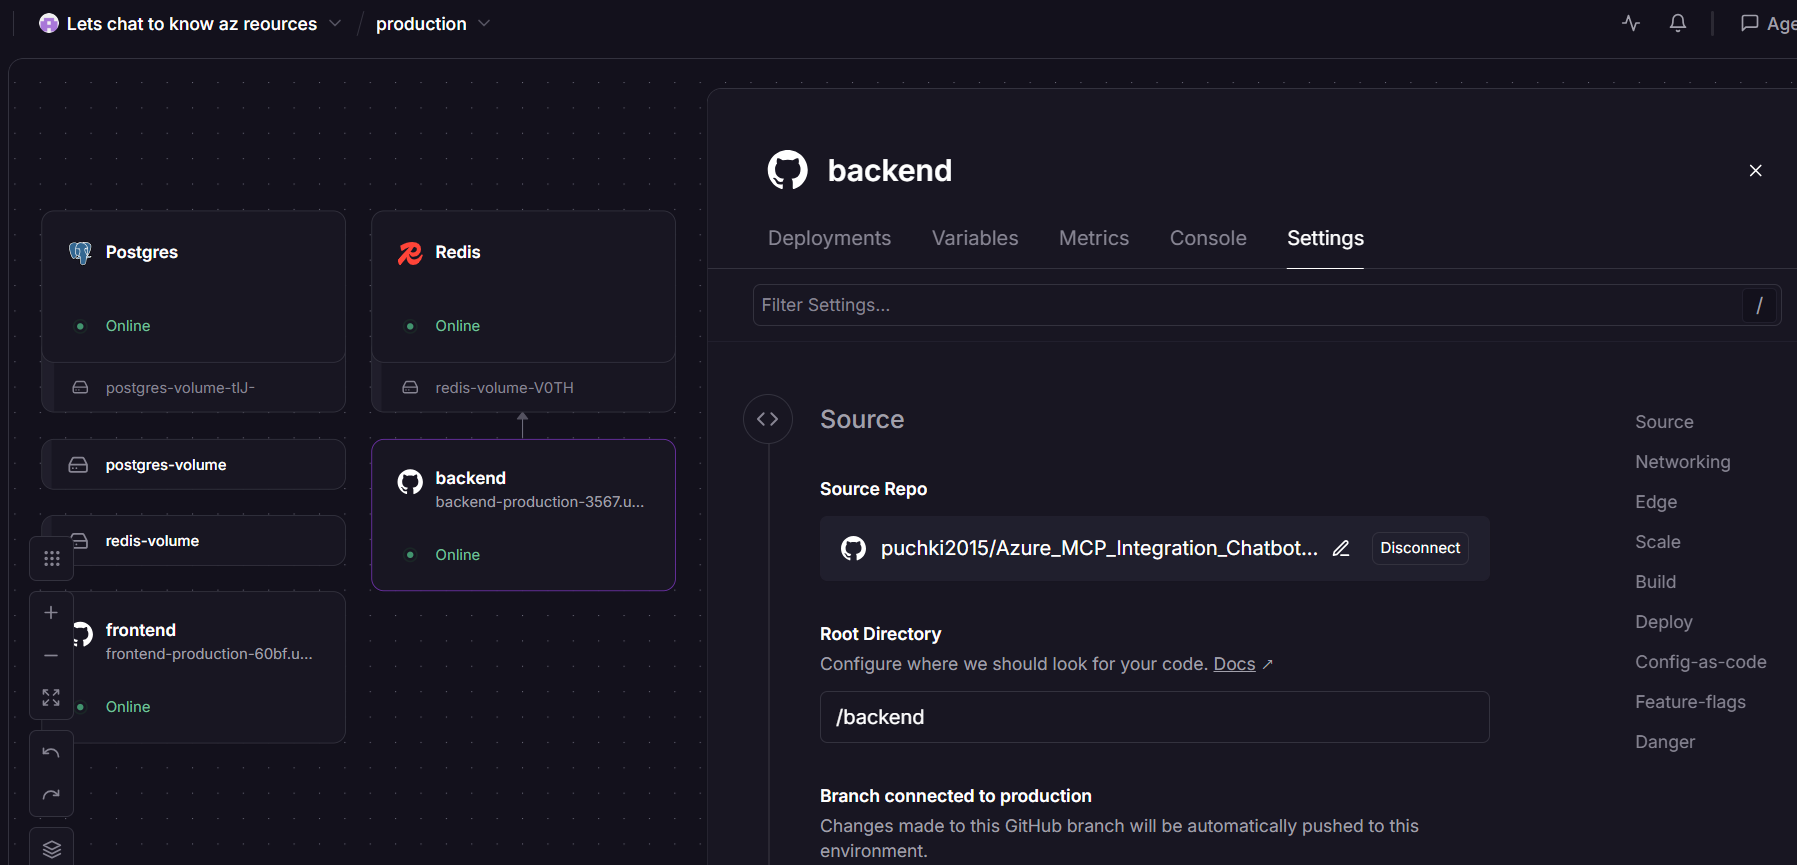 Lets chat to know az reources
production
Age
Postgres
Online
postgres-volume-tIJ-
Redis
Online
redis-volume-V0TH
postgres-volume
redis-volume
backend
backend-production-3567.u...
Online
frontend
frontend-production-60bf.u...
Online
backend
Deployments
Variables
Metrics
Console
Settings
Filter Settings...
/
Source
Source Repo
puchki2015/Azure_MCP_Integration_Chatbot...
Disconnect
Root Directory
Configure where we should look for your code. Docs ↗
/backend
Branch connected to production
Changes made to this GitHub branch will be automatically pushed to this
environment.
Source
Networking
Edge
Scale
Build
Deploy
Config-as-code
Feature-flags
Danger